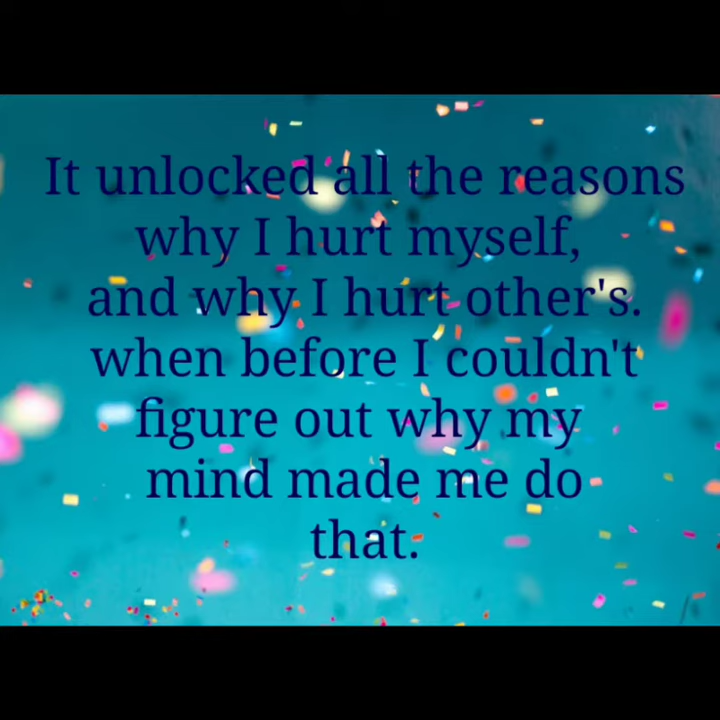 It unlocked all the reasons
why I hurt myself,
and why I hurt other's.
when before I couldn't
figure out why my
mind made me do
that.